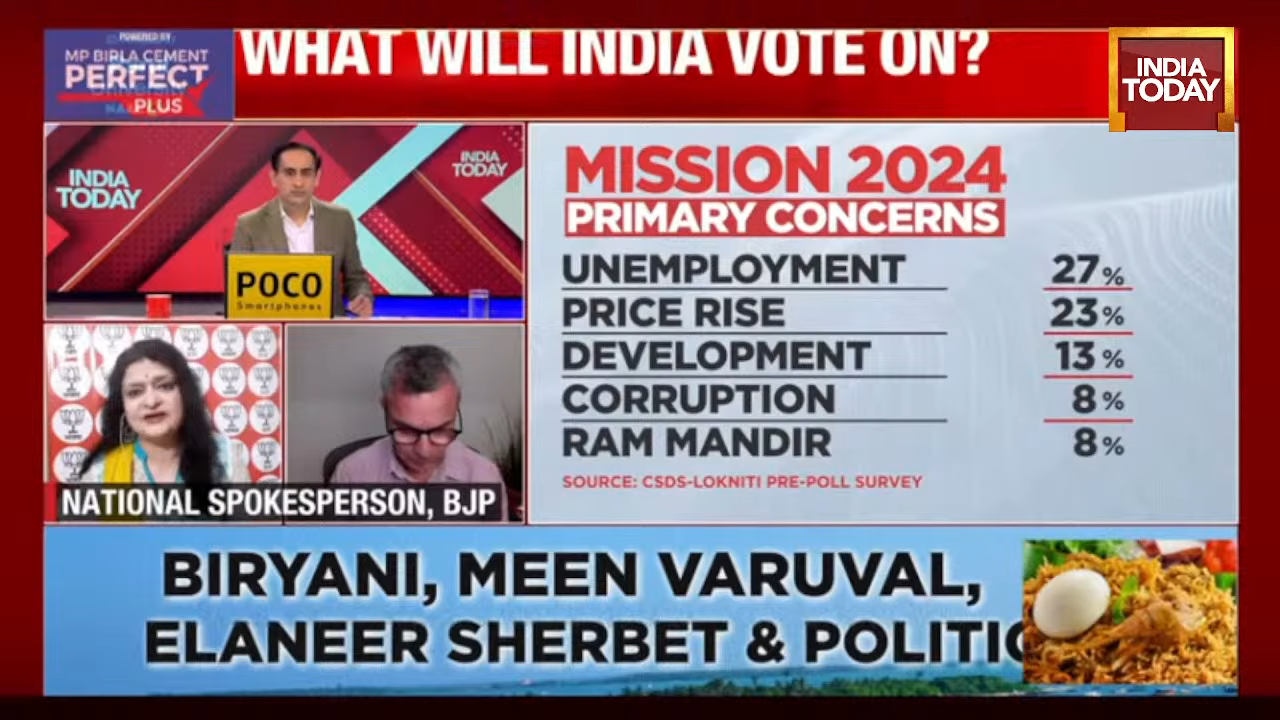 POWERED BY
MP BIRLA CEMENT
PERFECT
PLUS
WHAT WILL INDIA VOTE ON?
INDIA
TODAY
INDIA
TODAY
INDIA
TODAY
POCO
Smartphones
NATIONAL SPOKESPERSON, BJP
MISSION 2024
PRIMARY CONCERNS
UNEMPLOYMENT 27%
PRICE RISE 23%
DEVELOPMENT 13%
CORRUPTION 8%
RAM MANDIR 8%
SOURCE: CSDS-LOKNITI PRE-POLL SURVEY
BIRYANI, MEEN VARUVAL,
ELANEER SHERBET & POLITIC